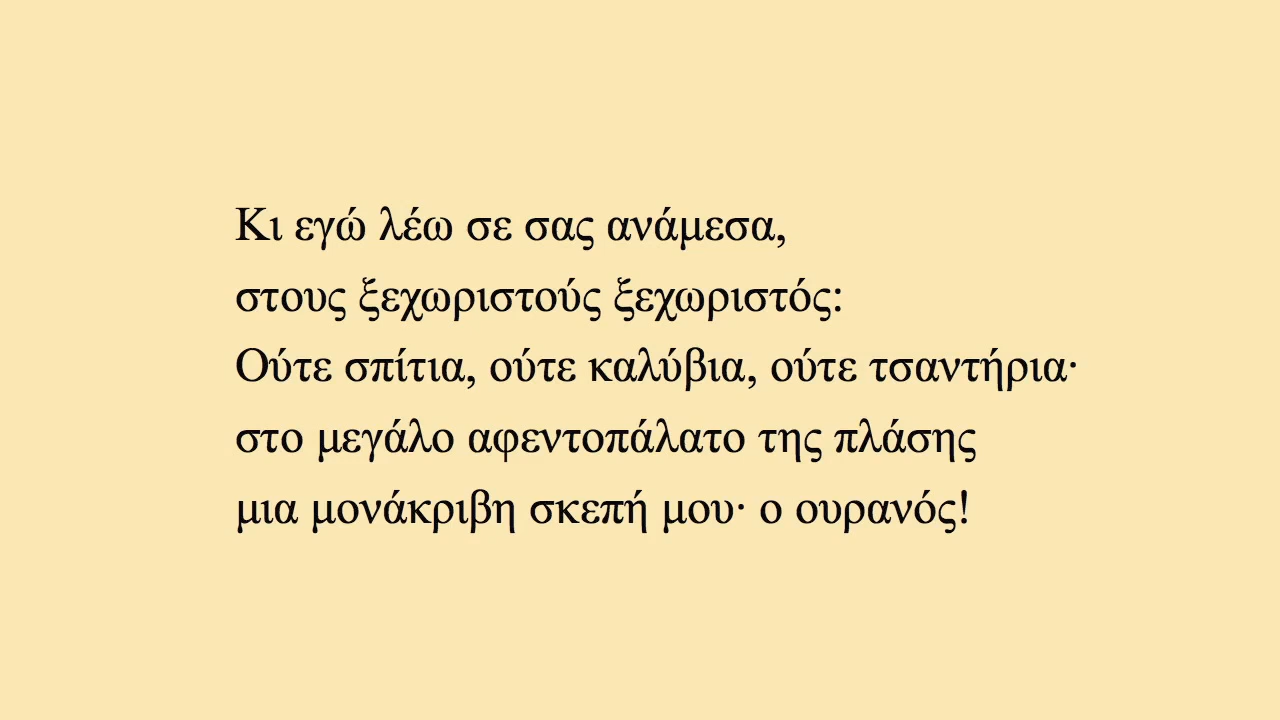 Κι εγώ λέω σε σας ανάμεσα,
στους ξεχωριστούς ξεχωριστός:
Ούτε σπίτια, ούτε καλύβια, ούτε τσαντήρια·
στο μεγάλο αφεντοπάλατο της πλάσης
μια μονάκριβη σκεπή μου· ο ουρανός!